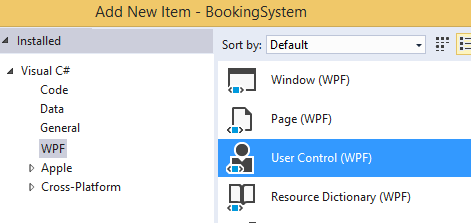 Add New Item - BookingSystem
Installed
Sort by: Default
Visual C#
Code
Data
General
WPF
Apple
Cross-Platform
Window (WPF)
Page (WPF)
User Control (WPF)
Resource Dictionary (WPF)